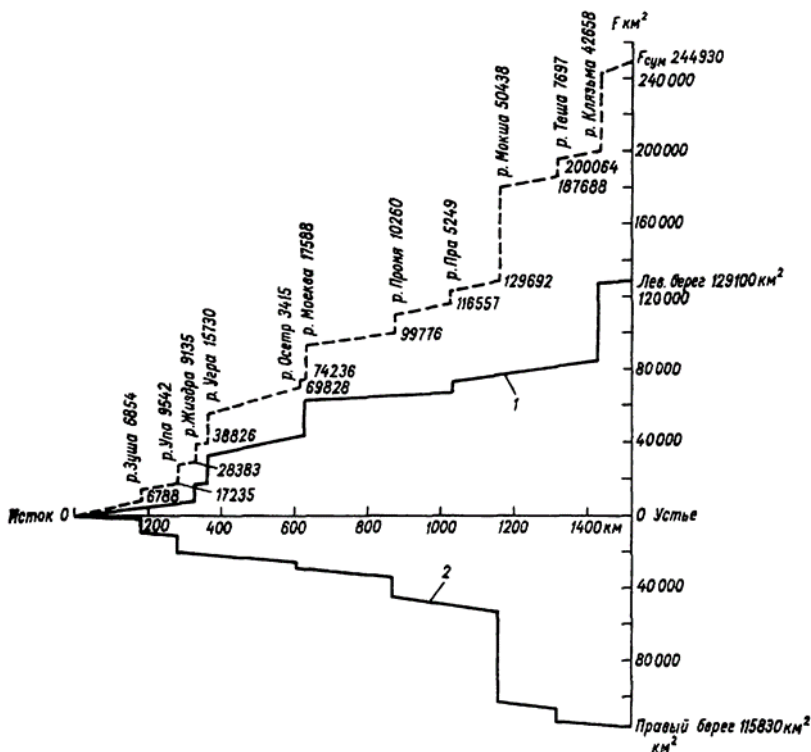 F км²
Fсум 244930
240 000
200 000
160 000
Лев. берег 129100 км²
120 000
80 000
40 000
0 Устье
40 000
80 000
Правый берег 115830 км²
км²
р. Зуша 6854
р. Упа 9542
р. Жиздра 9135
р. Угра 15730
р. Осетр 3415
р. Москва 17588
р. Проня 10260
р. Пра 5249
р. Мокша 50438
р. Теша 7697
р. Клязьма 42658
6788
17235
28383
38826
69828
74236
99776
116557
129692
187688
200064
1
2
Исток 0
200
400
600
800
1000
1200
1400 км